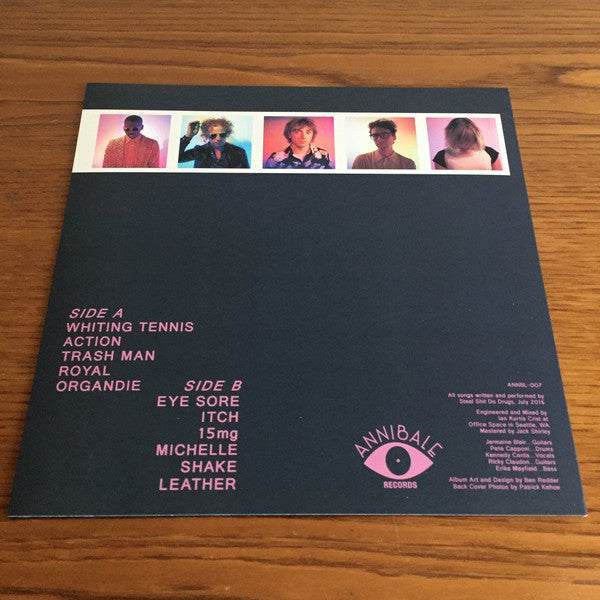 SIDE A
WHITING TENNIS
ACTION
TRASH MAN
ROYAL
ORGANDIE
SIDE B
EYE SORE
ITCH
15mg
MICHELLE
SHAKE
LEATHER
ANNIBALE
RECORDS
ANNBL-007
All songs written and performed by
Steal Shit Do Drugs, July 2016
Engineered and Mixed by
Ian Kurtis Crist at
Office Space in Seattle, WA
Mastered by Jack Shirley
Jermaine Blair...Guitars
Pete Capponi...Drums
Kennedy Carda...Vocals
Ricky Claudon...Guitars
Erika Mayfield...Bass
Album Art and Design by Ben Redder
Back Cover Photos by Patrick Kehoe